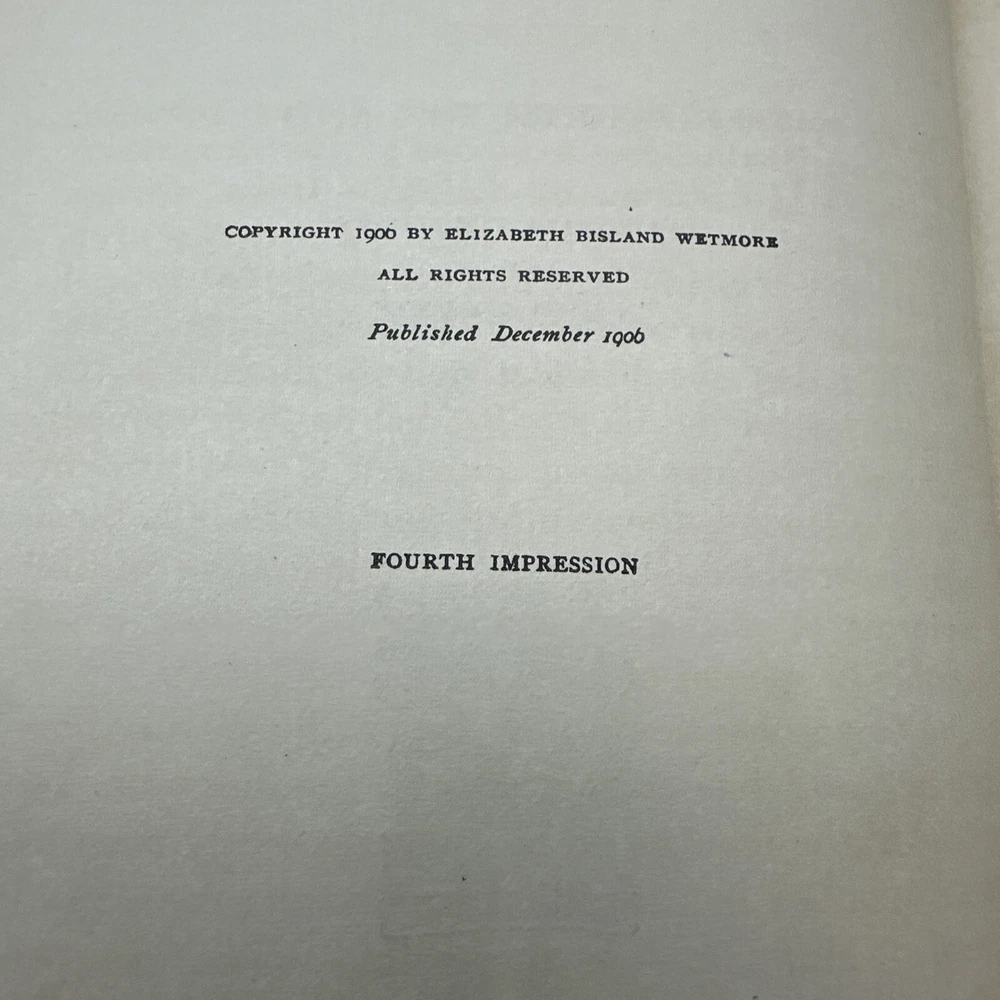 COPYRIGHT 1906 BY ELIZABETH BISLAND WETMORE
ALL RIGHTS RESERVED
Published December 1906
FOURTH IMPRESSION